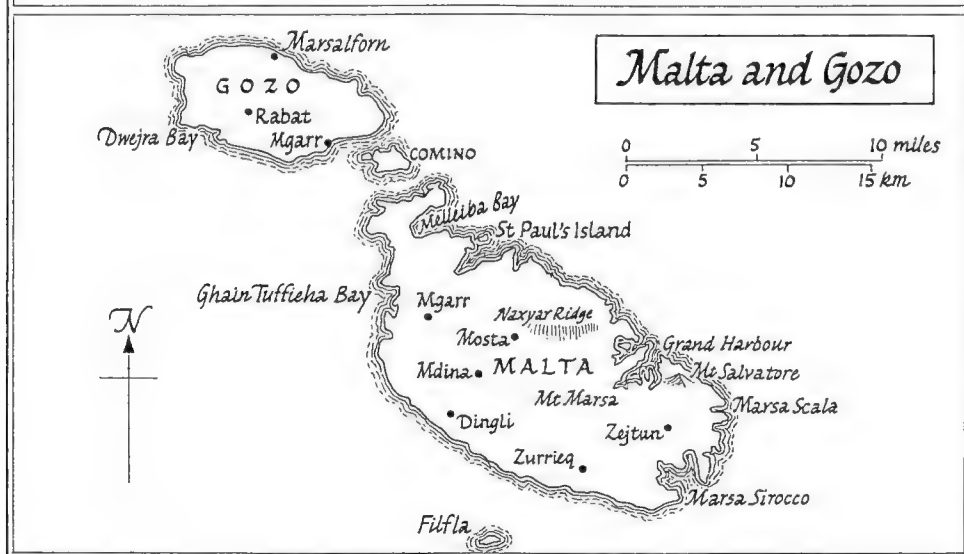 Malta and Gozo
Marsalforn
GOZO
Rabat
Dwejra Bay
Mgarr
COMINO
0 5 10 miles
0 5 10 15 km
Melleiba Bay
St Paul's Island
Ghain Tuffieha Bay
Mgarr
Naxyar Ridge
N
Mosta
Grand Harbour
MALTA
Mt Salvatore
Mdina
Mt Marsa
Marsa Scala
Dingli
Zejtun
Zurrieq
Marsa Sirocco
Filfla